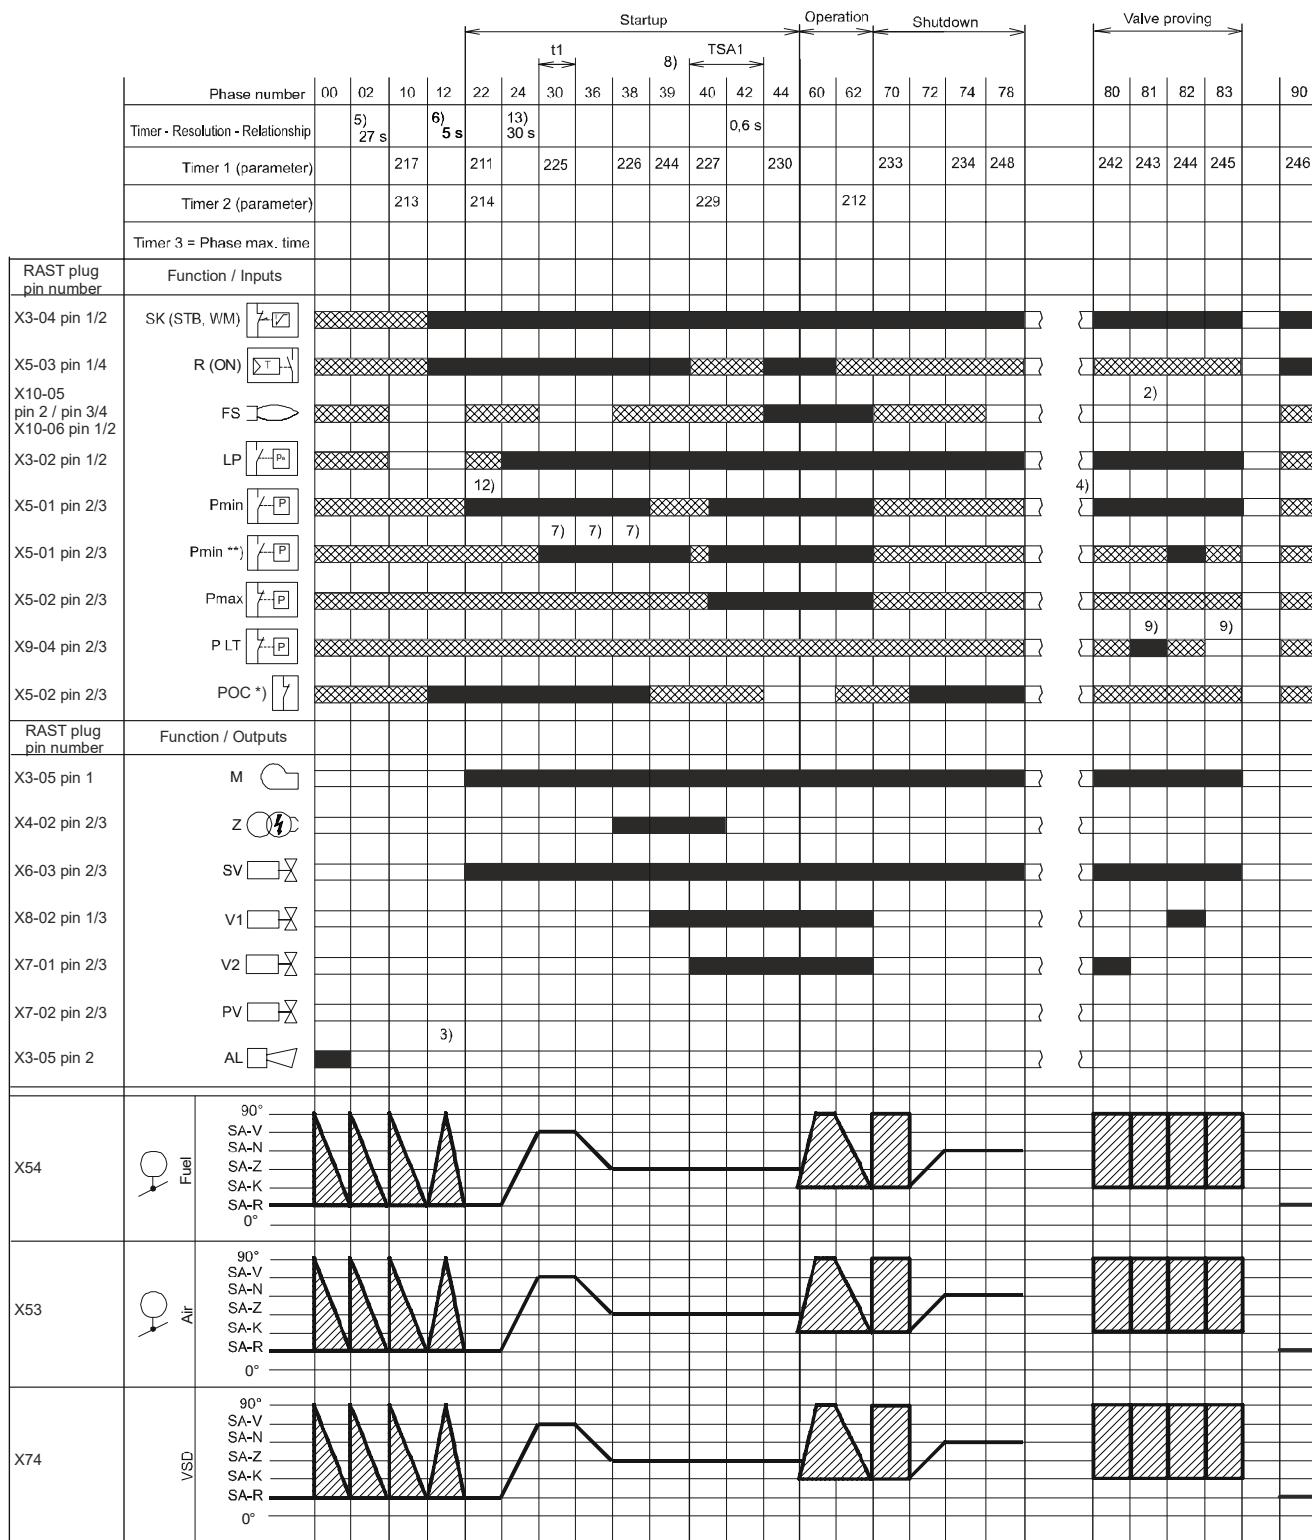 Startup Operation Shutdown Valve proving
t1 8) TSA1
Phase number 00 02 10 12 22 24 30 36 38 39 40 42 44 60 62 70 72 74 78 80 81 82 83 90
Timer - Resolution - Relationship 5) 27 s 6) 5 s 13) 30 s 0,6 s
Timer 1 (parameter) 217 211 225 226 244 227 230 233 234 248 242 243 244 245 246
Timer 2 (parameter) 213 214 229 212
Timer 3 = Phase max. time
RAST plug
pin number
Function / Inputs
X3-04 pin 1/2 SK (STB, WM)
X5-03 pin 1/4 R (ON) T
2)
X10-05
pin 2 / pin 3/4
X10-06 pin 1/2
FS
X3-02 pin 1/2 LP Pe
12) 4)
X5-01 pin 2/3 Pmin P
7) 7) 7)
X5-01 pin 2/3 Pmin **) P
X5-02 pin 2/3 Pmax P
9) 9)
X9-04 pin 2/3 P LT P
X5-02 pin 2/3 POC *)
RAST plug
pin number
Function / Outputs
X3-05 pin 1 M
X4-02 pin 2/3 Z
X6-03 pin 2/3 SV
X8-02 pin 1/3 V1
X7-01 pin 2/3 V2
X7-02 pin 2/3 PV
3)
X3-05 pin 2 AL
X54
Fuel
90°
SA-V
SA-N
SA-Z
SA-K
SA-R
0°
X53
Air
90°
SA-V
SA-N
SA-Z
SA-K
SA-R
0°
X74
VSD
90°
SA-V
SA-N
SA-Z
SA-K
SA-R
0°